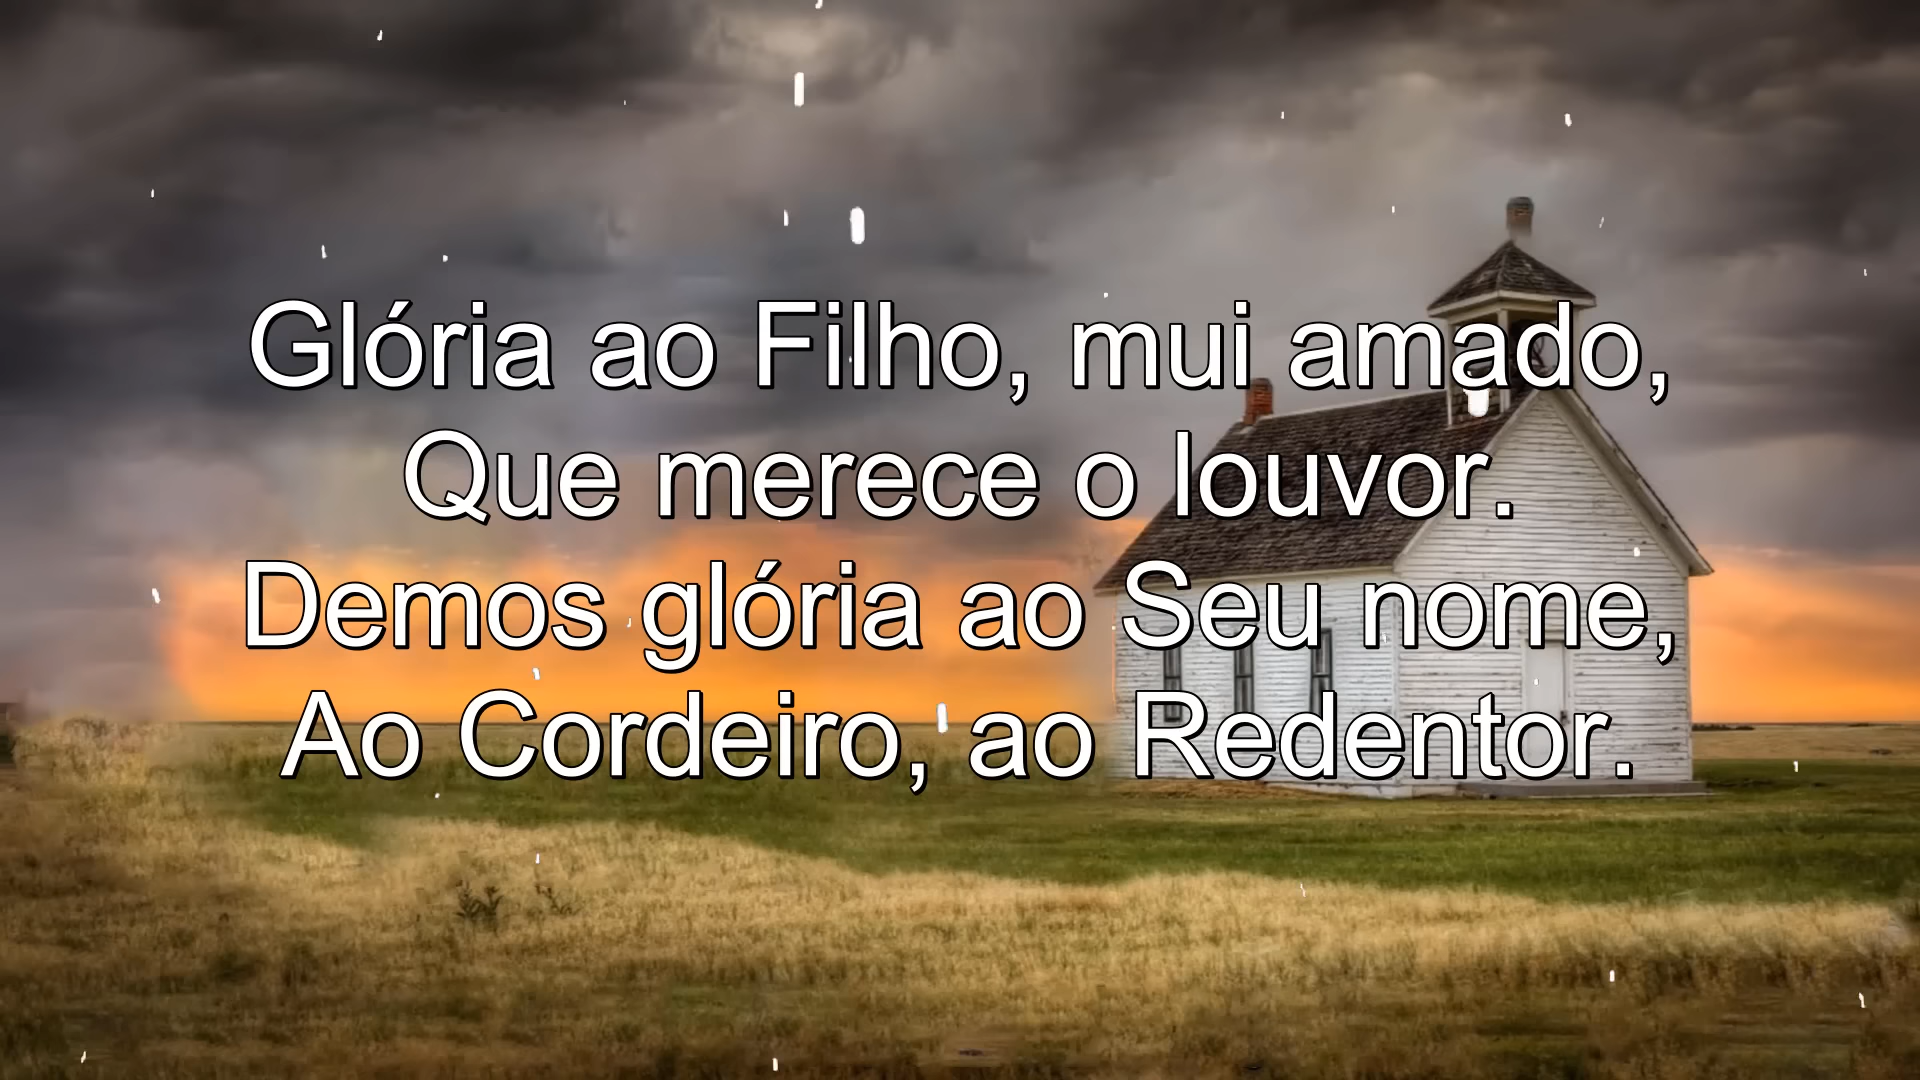 Glória ao Filho, mui amado,
Que merece o louvor.
Demos glória ao Seu nome,
Ao Cordeiro, ao Redentor.